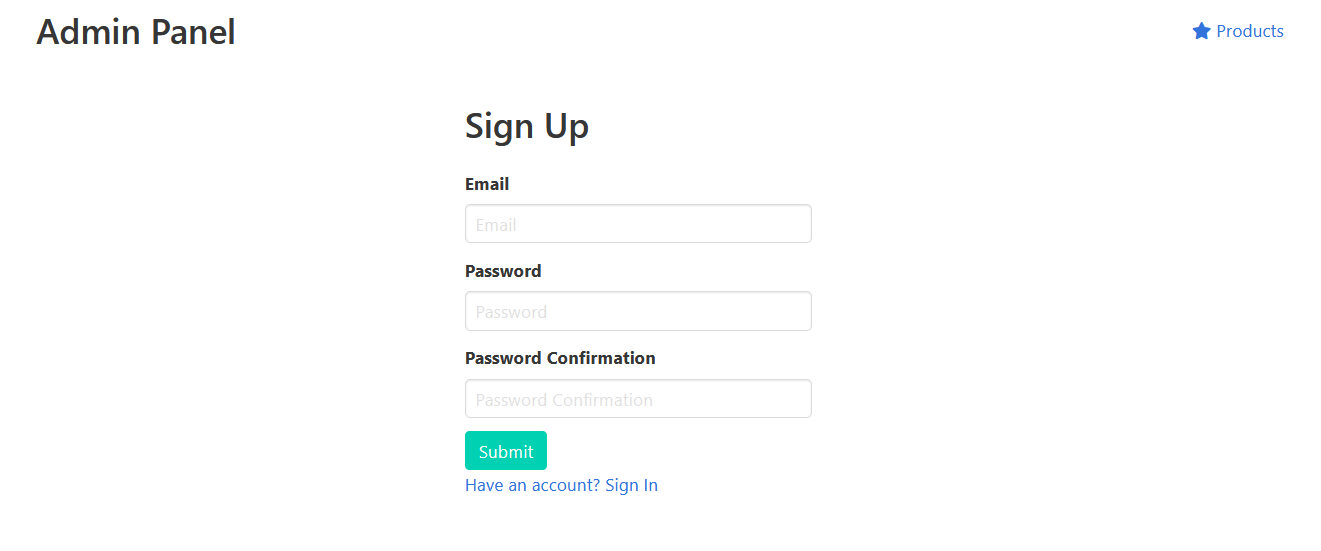 Admin Panel
Products
Sign Up
Email
Email
Password
Password
Password Confirmation
Password Confirmation
Submit
Have an account? Sign In